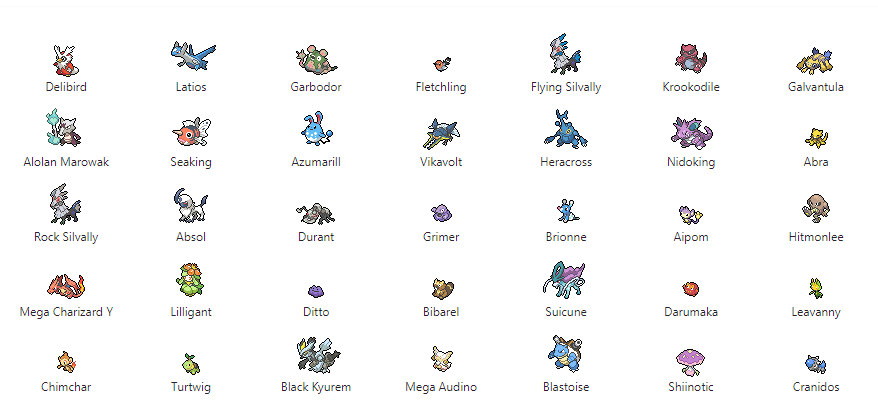 Delibird Latios Garbodor Fletchling Flying Silvally Krookodile Galvantula
Alolan Marowak Seaking Azumarill Vikavolt Heracross Nidoking Abra
Rock Silvally Absol Durant Grimer Brionne Aipom Hitmonlee
Mega Charizard Y Lilligant Ditto Bibarel Suicune Darumaka Leavanny
Chimchar Turtwig Black Kyurem Mega Audino Blastoise Shiinotic Cranidos